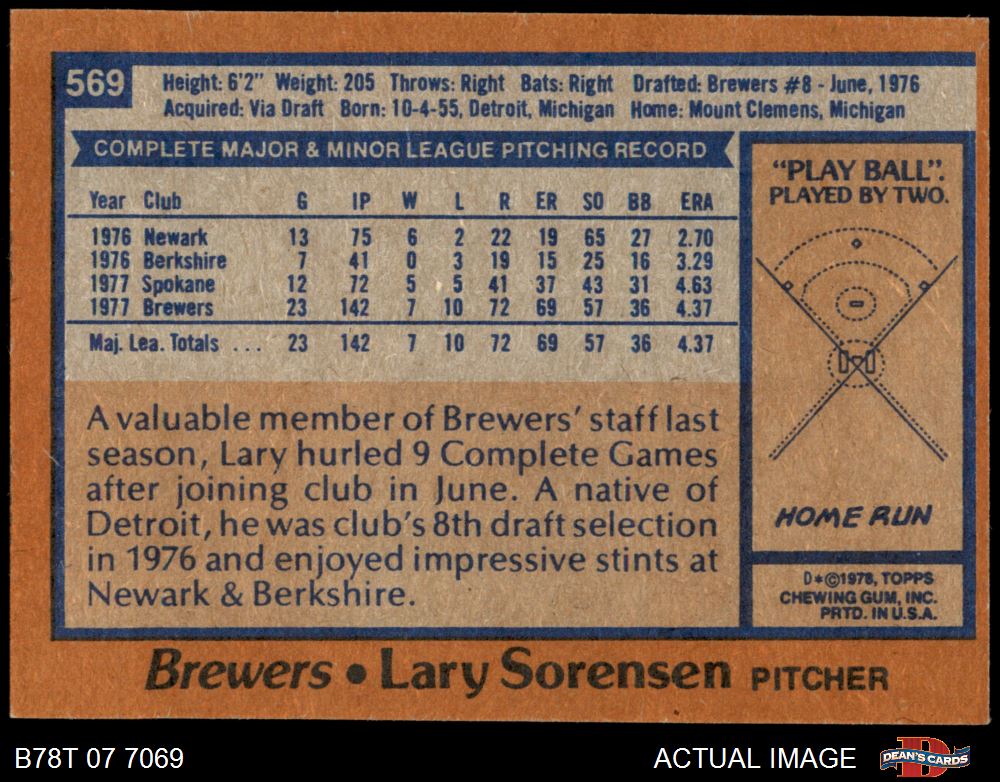 569
Height: 6'2" Weight: 205 Throws: Right Bats: Right Drafted: Brewers #8 - June, 1976
Acquired: Via Draft Born: 10-4-55, Detroit, Michigan Home: Mount Clemens, Michigan
COMPLETE MAJOR & MINOR LEAGUE PITCHING RECORD
Year Club G IP W L R ER SO BB ERA
1976 Newark 13 75 6 2 22 19 65 27 2.70
1976 Berkshire 7 41 0 3 19 15 25 16 3.29
1977 Spokane 12 72 5 5 41 37 43 31 4.63
1977 Brewers 23 142 7 10 72 69 57 36 4.37
Maj. Lea. Totals ... 23 142 7 10 72 69 57 36 4.37
A valuable member of Brewers' staff last
season, Lary hurled 9 Complete Games
after joining club in June. A native of
Detroit, he was club's 8th draft selection
in 1976 and enjoyed impressive stints at
Newark & Berkshire.
"PLAY BALL".
PLAYED BY TWO.
HOME RUN
D*©1978, TOPPS
CHEWING GUM, INC.
PRTD. IN U.S.A.
Brewers • Lary Sorensen PITCHER
B78T 07 7069
ACTUAL IMAGE
DEAN'S CARDS